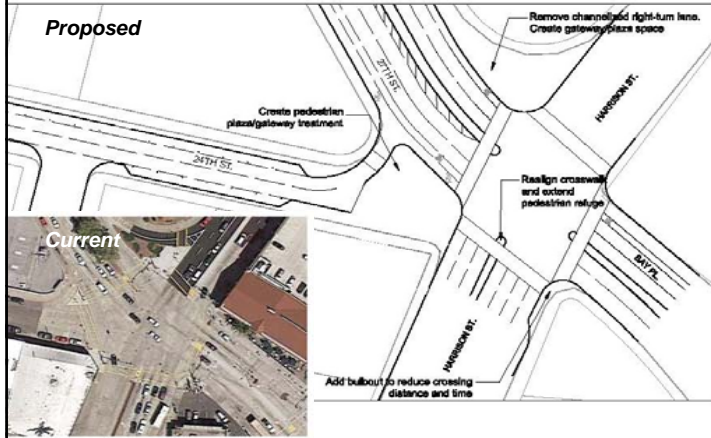 Proposed
Remove channelized right-turn lane.
Create gateway/plaza space
27TH ST.
HARRISON ST.
Create pedestrian
plaza/gateway treatment
24TH ST.
Realign crosswalk
and extend
pedestrian refuge
Current
BAY PL.
HARRISON ST.
Add bulbout to reduce crossing
distance and time